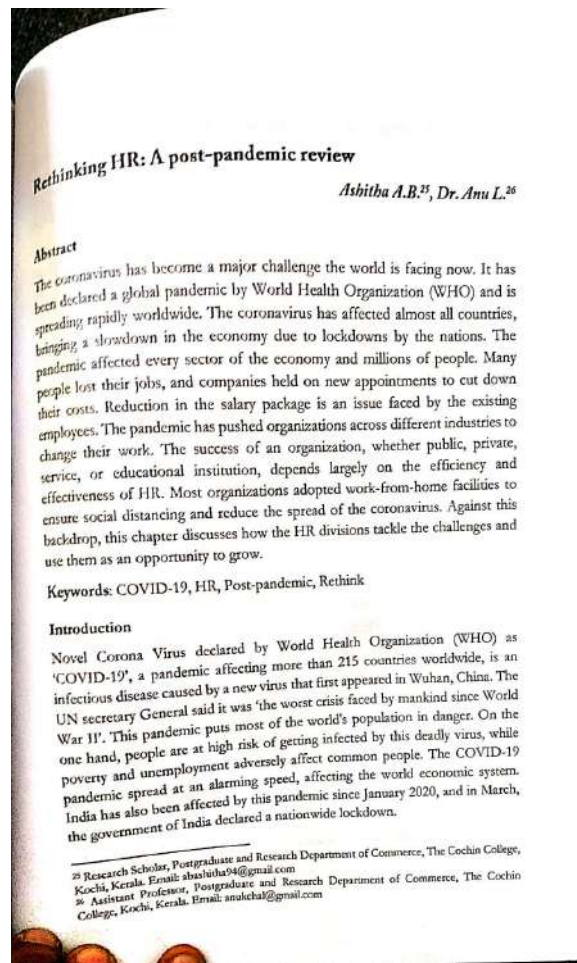 Rethinking HR: A post-pandemic review
Ashitha A.B.²⁵, Dr. Anu L.²⁶
Abstract
The coronavirus has become a major challenge the world is facing now. It has
been declared a global pandemic by World Health Organization (WHO) and is
spreading rapidly worldwide. The coronavirus has affected almost all countries,
bringing a slowdown in the economy due to lockdowns by the nations. The
pandemic affected every sector of the economy and millions of people. Many
people lost their jobs, and companies held on new appointments to cut down
their costs. Reduction in the salary package is an issue faced by the existing
employees. The pandemic has pushed organizations across different industries to
change their work. The success of an organization, whether public, private,
service, or educational institution, depends largely on the efficiency and
effectiveness of HR. Most organizations adopted work-from-home facilities to
ensure social distancing and reduce the spread of the coronavirus. Against this
backdrop, this chapter discusses how the HR divisions tackle the challenges and
use them as an opportunity to grow.
Keywords: COVID-19, HR, Post-pandemic, Rethink
Introduction
Novel Corona Virus declared by World Health Organization (WHO) as
‘COVID-19’, a pandemic affecting more than 215 countries worldwide, is an
infectious disease caused by a new virus that first appeared in Wuhan, China. The
UN secretary General said it was ‘the worst crisis faced by mankind since World
War II’. This pandemic puts most of the world's population in danger. On the
one hand, people are at high risk of getting infected by this deadly virus, while
poverty and unemployment adversely affect common people. The COVID-19
pandemic spread at an alarming speed, affecting the world economic system.
India has also been affected by this pandemic since January 2020, and in March,
the government of India declared a nationwide lockdown.
²⁵ Research Scholar, Postgraduate and Research Department of Commerce, The Cochin College,
Kochi, Kerala. Email: abashitha94@gmail.com
²⁶ Assistant Professor, Postgraduate and Research Department of Commerce, The Cochin
College, Kochi, Kerala. Email: anukchal@gmail.com